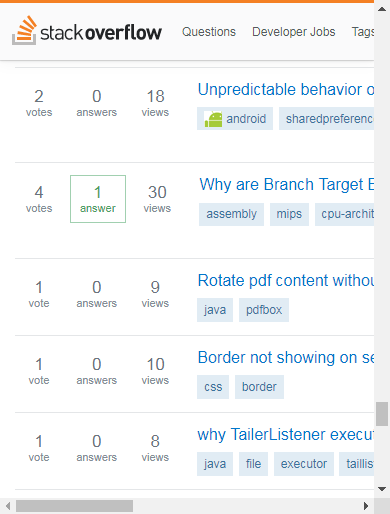 stackoverflow Questions Developer Jobs Tags
2 0 18 Unpredictable behavior o
votes answers views android sharedpreference
4 1 30 Why are Branch Target
votes answer views assembly mips cpu-archit
1 0 9 Rotate pdf content withou
vote answers views java pdfbox
1 0 10 Border not showing on se
vote answers views css border
1 0 8 why TailerListener execut
vote answers views java file executor taillis